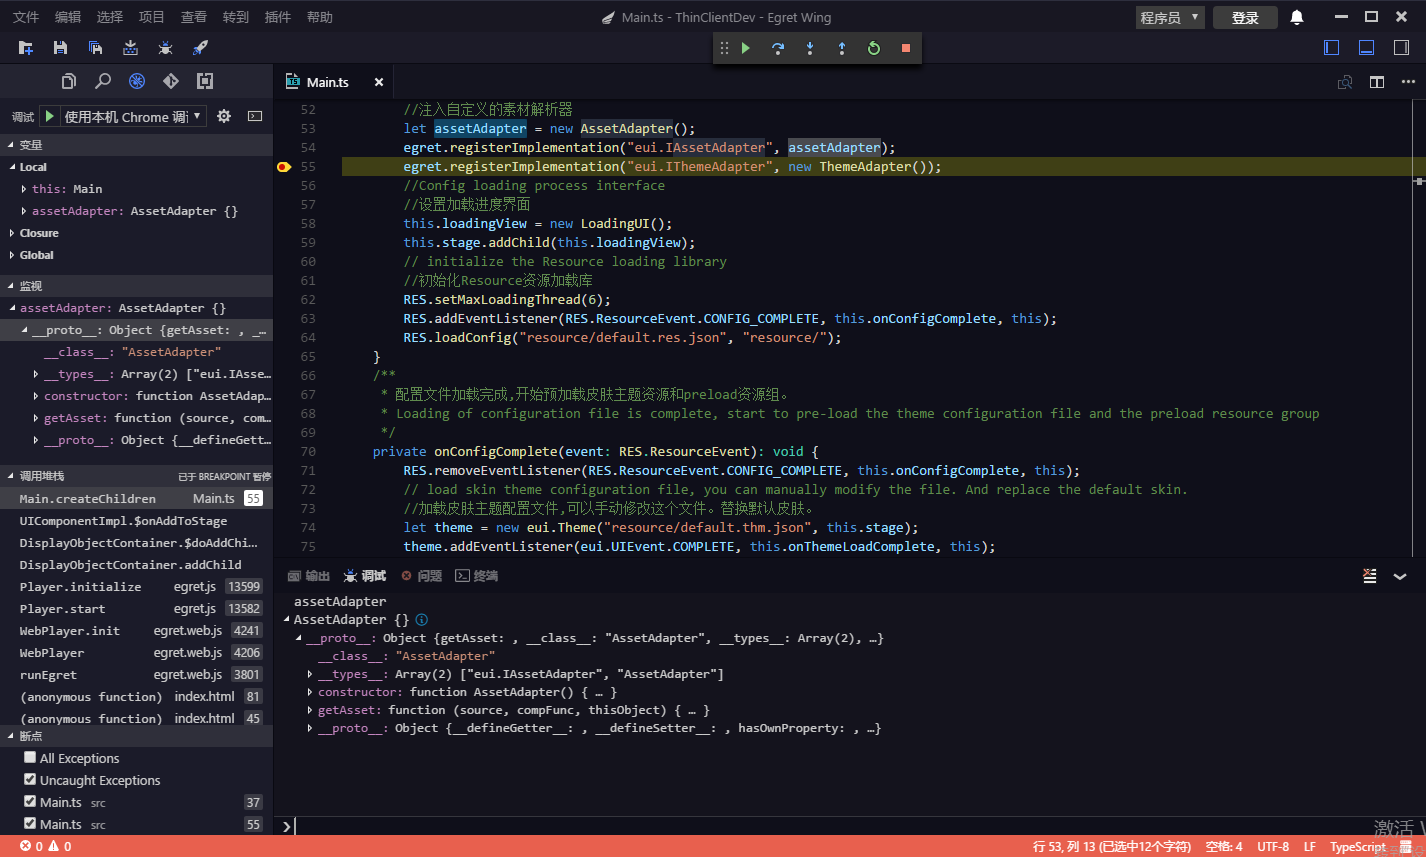 文件 编辑 选择 项目 查看 转到 插件 帮助
Main.ts - ThinClientDev - Egret Wing
程序员
登录
Main.ts
调试 使用本机 Chrome 调
变量
Local
this: Main
assetAdapter: AssetAdapter {}
Closure
Global
监视
assetAdapter: AssetAdapter {}
__proto__: Object {getAsset: , _…
__class__: "AssetAdapter"
__types__: Array(2) ["eui.IAsse…
constructor: function AssetAdap…
getAsset: function (source, com…
__proto__: Object {__defineGett…
调用堆栈 已于 BREAKPOINT 暂停
Main.createChildren Main.ts 55
UIComponentImpl.$onAddToStage
DisplayObjectContainer.$doAddChi…
DisplayObjectContainer.addChild
Player.initialize egret.js 13599
Player.start egret.js 13582
WebPlayer.init egret.web.js 4241
WebPlayer egret.web.js 4206
runEgret egret.web.js 3801
(anonymous function) index.html 81
(anonymous function) index.html 45
断点
All Exceptions
Uncaught Exceptions
Main.ts src 37
Main.ts src 55
52 //注入自定义的素材解析器
53 let assetAdapter = new AssetAdapter();
54 egret.registerImplementation("eui.IAssetAdapter", assetAdapter);
55 egret.registerImplementation("eui.IThemeAdapter", new ThemeAdapter());
56 //Config loading process interface
57 //设置加载进度界面
58 this.loadingView = new LoadingUI();
59 this.stage.addChild(this.loadingView);
60 // initialize the Resource loading library
61 //初始化Resource资源加载库
62 RES.setMaxLoadingThread(6);
63 RES.addEventListener(RES.ResourceEvent.CONFIG_COMPLETE, this.onConfigComplete, this);
64 RES.loadConfig("resource/default.res.json", "resource/");
65 }
66 /**
67 * 配置文件加载完成,开始预加载皮肤主题资源和preload资源组。
68 * Loading of configuration file is complete, start to pre-load the theme configuration file and the preload resource group
69 */
70 private onConfigComplete(event: RES.ResourceEvent): void {
71 RES.removeEventListener(RES.ResourceEvent.CONFIG_COMPLETE, this.onConfigComplete, this);
72 // load skin theme configuration file, you can manually modify the file. And replace the default skin.
73 //加载皮肤主题配置文件,可以手动修改这个文件。替换默认皮肤。
74 let theme = new eui.Theme("resource/default.thm.json", this.stage);
75 theme.addEventListener(eui.UIEvent.COMPLETE, this.onThemeLoadComplete, this);
输出 调试 问题 终端
assetAdapter
AssetAdapter {}
__proto__: Object {getAsset: , __class__: "AssetAdapter", __types__: Array(2), …}
__class__: "AssetAdapter"
__types__: Array(2) ["eui.IAssetAdapter", "AssetAdapter"]
constructor: function AssetAdapter() { … }
getAsset: function (source, compFunc, thisObject) { … }
__proto__: Object {__defineGetter__: , __defineSetter__: , hasOwnProperty: , …}
激活
0 0
行 53, 列 13 (已选中12个字符) 空格: 4 UTF-8 LF TypeScript